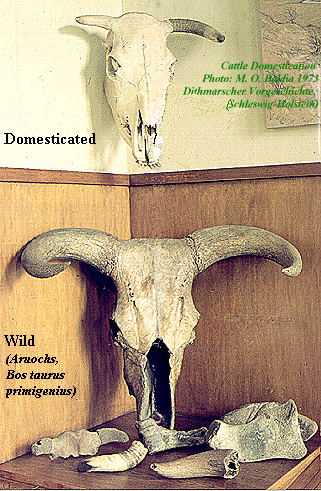 Cattle Domestication
Photo: M. O. 1973
Dithmarscher Vorgeschichte,
(Schleswig-Holstein)
Domesticated
Wild
(Aruochs,
Bos taurus
primigenius)